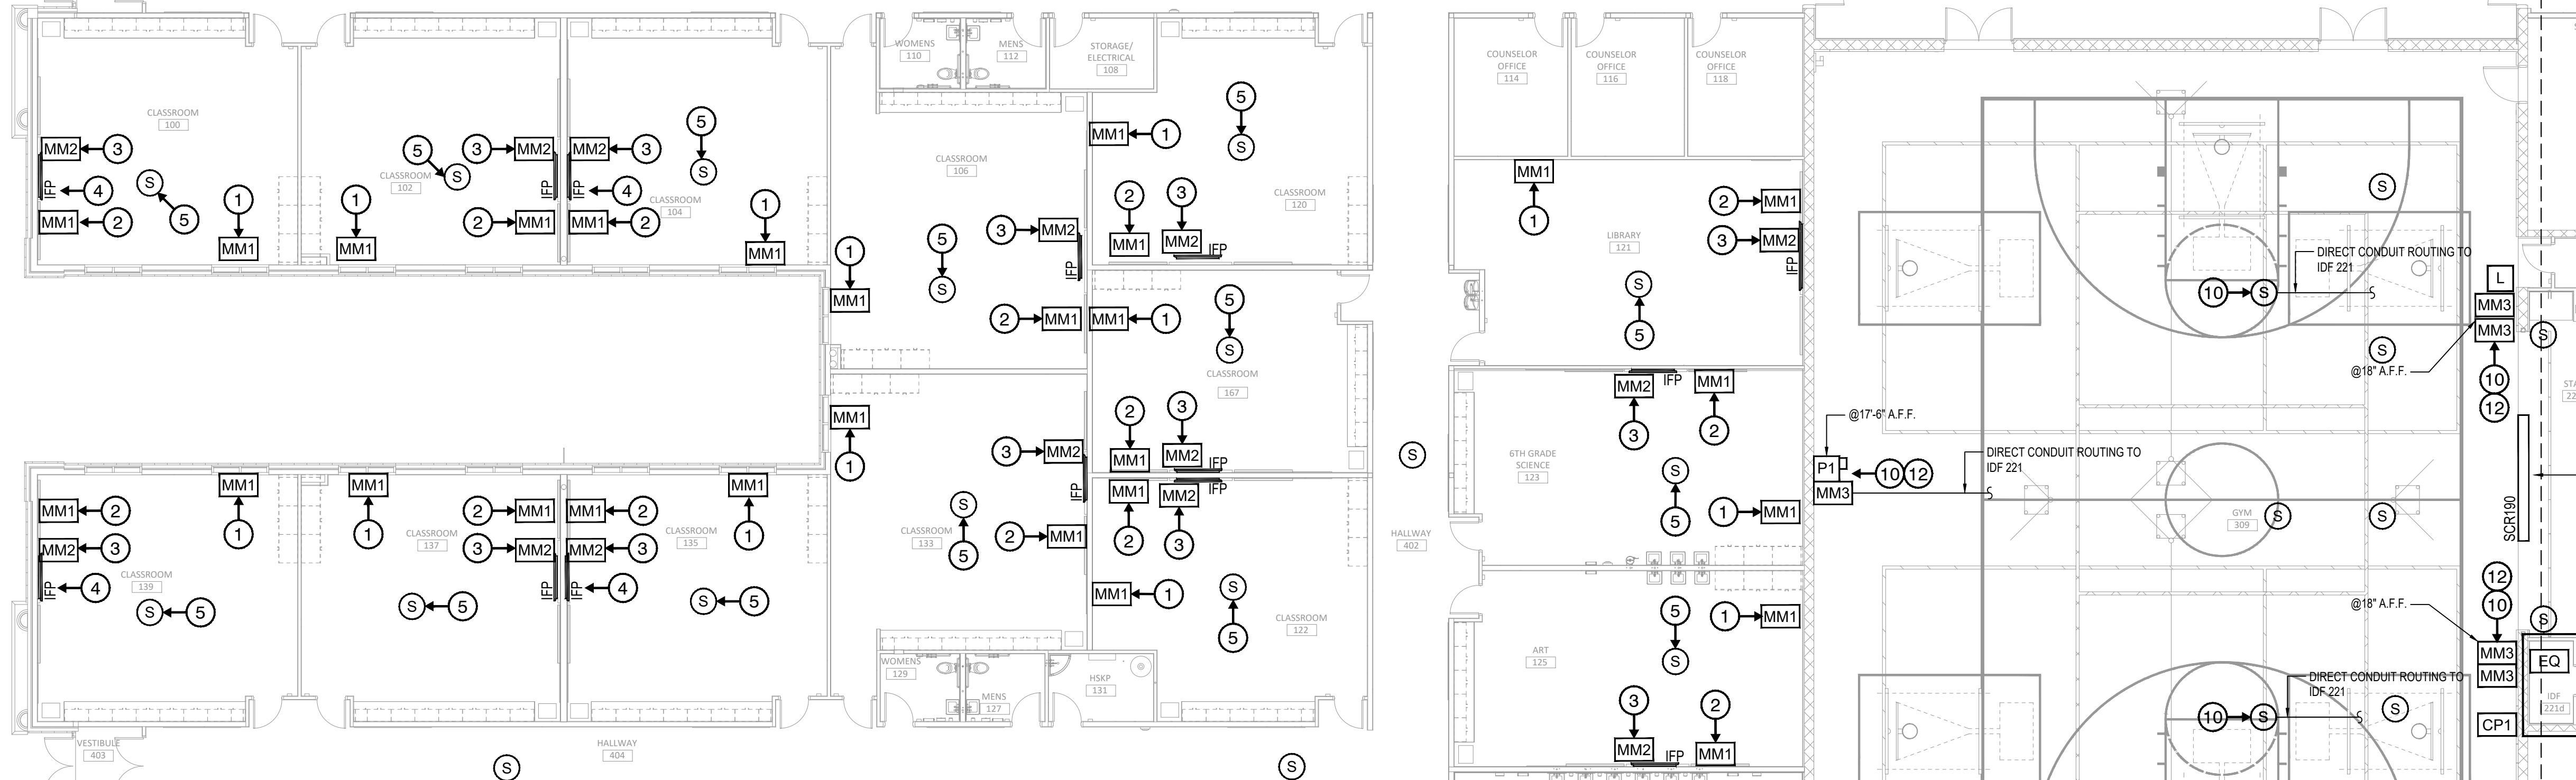 WOMENS
110
MENS
112
STORAGE/
ELECTRICAL
108
COUNSELOR
OFFICE
114
COUNSELOR
OFFICE
116
COUNSELOR
OFFICE
118
CLASSROOM
100
MM2
3
IFP
4
MM1
2
S
5
1
MM1
CLASSROOM
102
5
S
3
MM2
IFP
2
MM1
1
MM1
CLASSROOM
104
MM2
3
IFP
4
MM1
2
5
S
1
MM1
CLASSROOM
106
1
MM1
5
S
3
MM2
IFP
2
MM1
CLASSROOM
120
MM1
1
5
S
2
MM1
3
MM2
IFP
CLASSROOM
167
MM1
1
5
S
2
MM1
3
MM2
IFP
LIBRARY
121
MM1
1
2
MM1
3
MM2
IFP
S
5
CLASSROOM
139
MM1
2
MM2
3
IFP
4
S
5
MM1
1
CLASSROOM
137
MM1
1
2
MM1
3
MM2
IFP
S
5
CLASSROOM
135
MM1
2
MM2
3
IFP
4
MM1
1
S
5
CLASSROOM
133
MM1
1
3
MM2
IFP
2
MM1
S
5
CLASSROOM
122
MM1
2
MM2
3
IFP
MM1
1
S
5
WOMENS
129
MENS
127
HSKP
131
S
HALLWAY
402
6TH GRADE
SCIENCE
123
MM2
IFP
3
MM1
2
S
5
1
MM1
ART
125
5
S
1
MM1
3
MM2
IFP
2
MM1
VESTIBULE
403
HALLWAY
404
S
S
@17'-6" A.F.F.
P1
10
12
MM3
DIRECT CONDUIT ROUTING TO
IDF 221
S
DIRECT CONDUIT ROUTING TO
IDF 221
10
S
S
@18" A.F.F.
L
MM3
MM3
10
12
S
GYM
309
S
S
SCR190
@18" A.F.F.
12
10
MM3
MM3
CP1
S
EQ
IDF
221d
DIRECT CONDUIT ROUTING TO
IDF 221
10
S
S